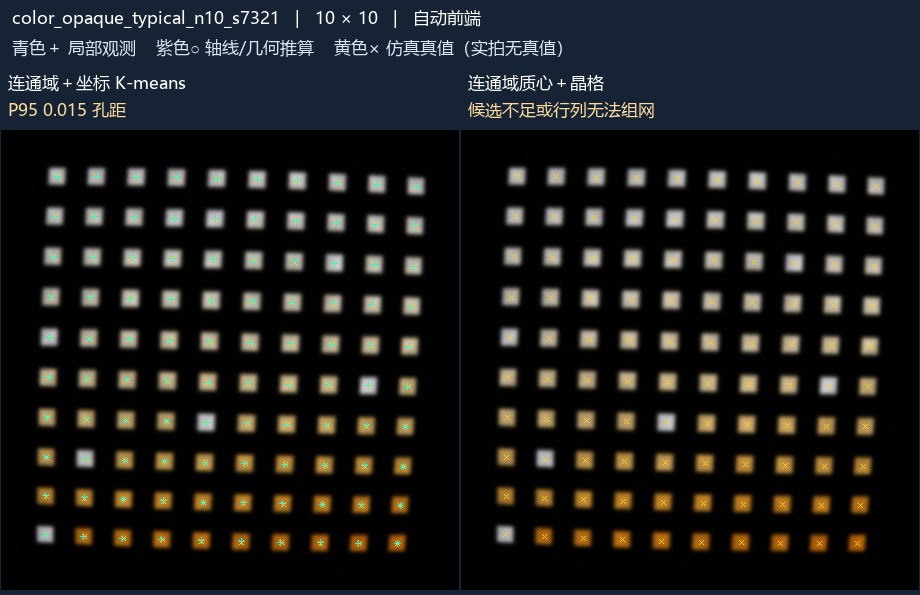 color_opaque_typical_n10_s7321 | 10 × 10 | 自动前端
青色+ 局部观测 紫色○ 轴线/几何推算 黄色× 仿真真值（实拍无真值）
连通域＋坐标 K-means
P95 0.015 孔距
连通域质心＋晶格
候选不足或行列无法组网